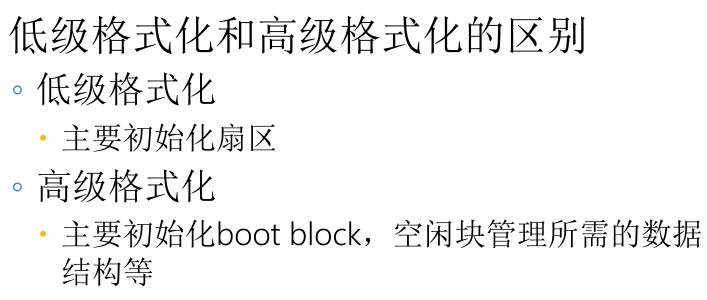 低级格式化和高级格式化的区别
低级格式化
主要初始化扇区
高级格式化
主要初始化boot block，空闲块管理所需的数据
结构等